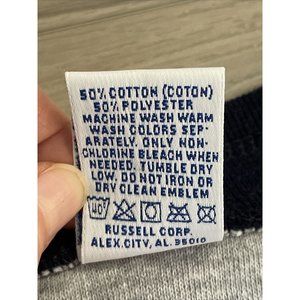 50% COTTON (COTON)
50% POLYESTER
MACHINE WASH WARM
WASH COLORS SEP-
ARATELY. ONLY NON-
CHLORINE BLEACH WHEN
NEEDED. TUMBLE DRY
LOW. DO NOT IRON OR
DRY CLEAN EMBLEM
RUSSELL CORP.
ALEX.CITY, AL. 35010